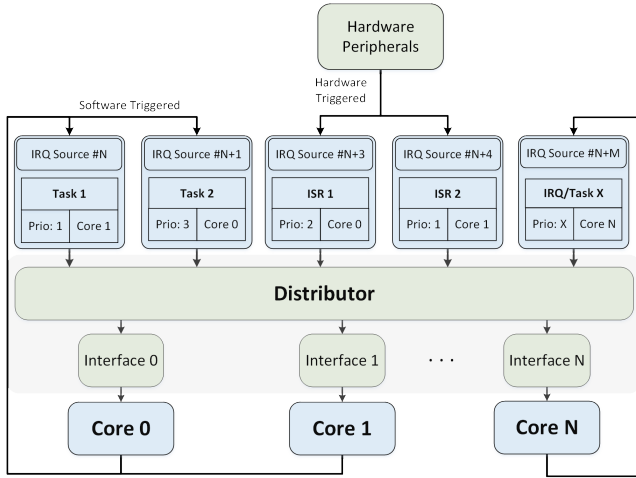 Hardware
Peripherals
Hardware
Triggered
Software Triggered
IRQ Source #N
IRQ Source #N+1
IRQ Source #N+3
IRQ Source #N+4
IRQ Source #N+M
Task 1
Task 2
ISR 1
ISR 2
IRQ/Task X
Prio: 1
Core 1
Prio: 3
Core 0
Prio: 2
Core 0
Prio: 1
Core 1
Prio: X
Core N
Distributor
Interface 0
Interface 1
. . .
Interface N
Core 0
Core 1
Core N